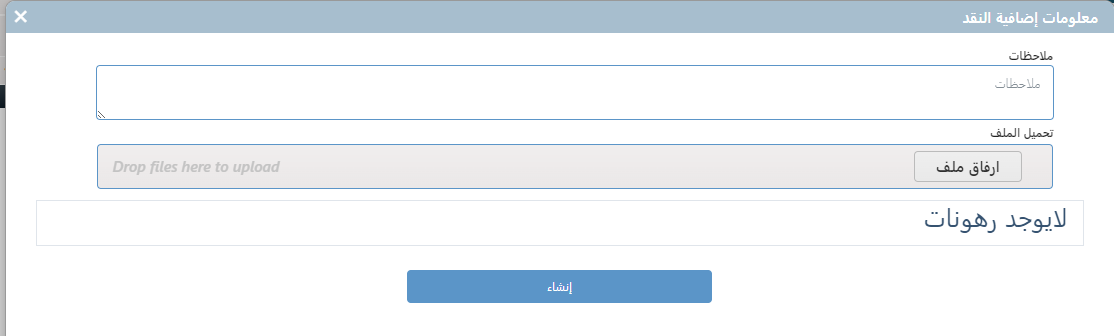 معلومات إضافية النقد
ملاحظات
ملاحظات
تحميل الملف
ارفاق ملف
Drop files here to upload
لايوجد رهونات
إنشاء